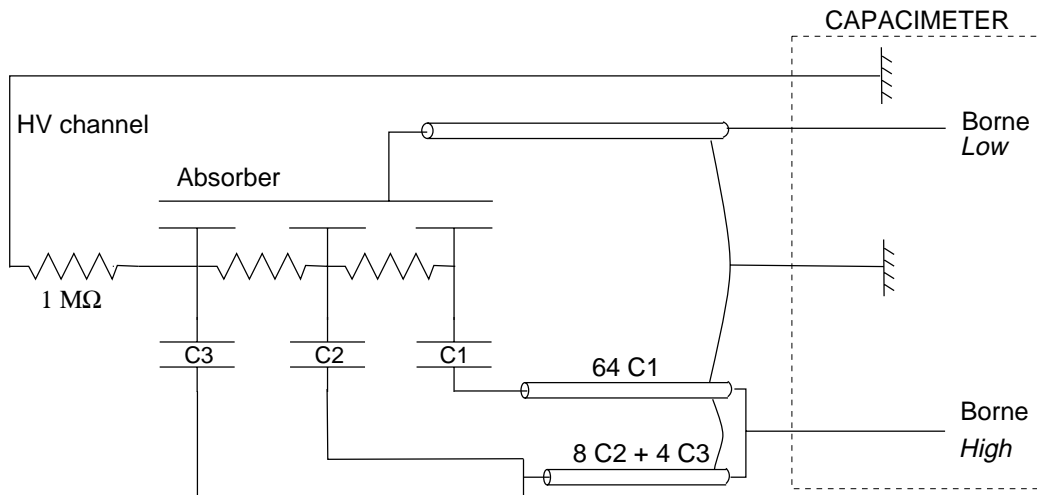 CAPACIMETER
HV channel
Borne
Low
Absorber
1 MΩ
C3
C2
C1
64 C1
Borne
High
8 C2 + 4 C3